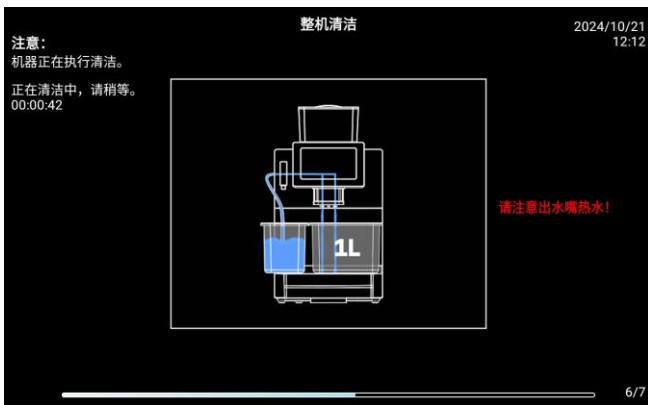 整机清洁
2024/10/21
12:12
注意：
机器正在执行清洁。
正在清洁中，请稍等。
00:00:42
请注意出水嘴热水！
1L
6/7